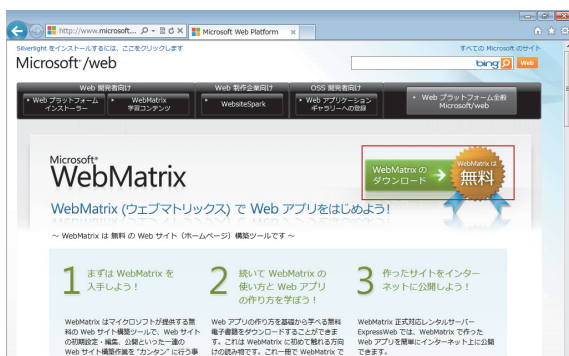 http://www.microsoft...
Microsoft Web Platform
Silverlight をインストールするには、ここをクリックします
すべての Microsoft のサイト
Microsoft /web
bing
Web
Web 開発者向け
Web 制作企業向け
OSS 開発者向け
Web プラットフォーム
インストーラー
WebMatrix
学習コンテンツ
WebsiteSpark
Web アプリケーション
ギャラリーへの登録
Web プラットフォーム全般
Microsoft/web
Microsoft®
WebMatrix
WebMatrix の
ダウンロード
WebMatrix は
無料
WebMatrix (ウェブマトリックス) で Web アプリをはじめよう!
~ WebMatrix は 無料 の Web サイト (ホームページ) 構築ツールです ~
1 まずは WebMatrix を
入手しよう!
WebMatrix はマイクロソフトが提供する無
料の Web サイト構築ツールで、Web サイト
の初期設定・編集、公開といった一連の
Web サイト構築作業を "カンタン" に行う事
2 続いて WebMatrix の
使い方と Web アプリ
の作り方を学ぼう!
Web アプリの作り方を基礎から学べる無料
電子書籍をダウンロードすることができま
す。これは WebMatrix に初めて触れる方向
けの読み物です。これ一冊で WebMatrix で
3 作ったサイトをインター
ネットに公開しよう!
WebMatrix 正式対応レンタルサーバー
ExpressWeb では、WebMatrix で作った
Web アプリを簡単にインターネット上に公開
できます。